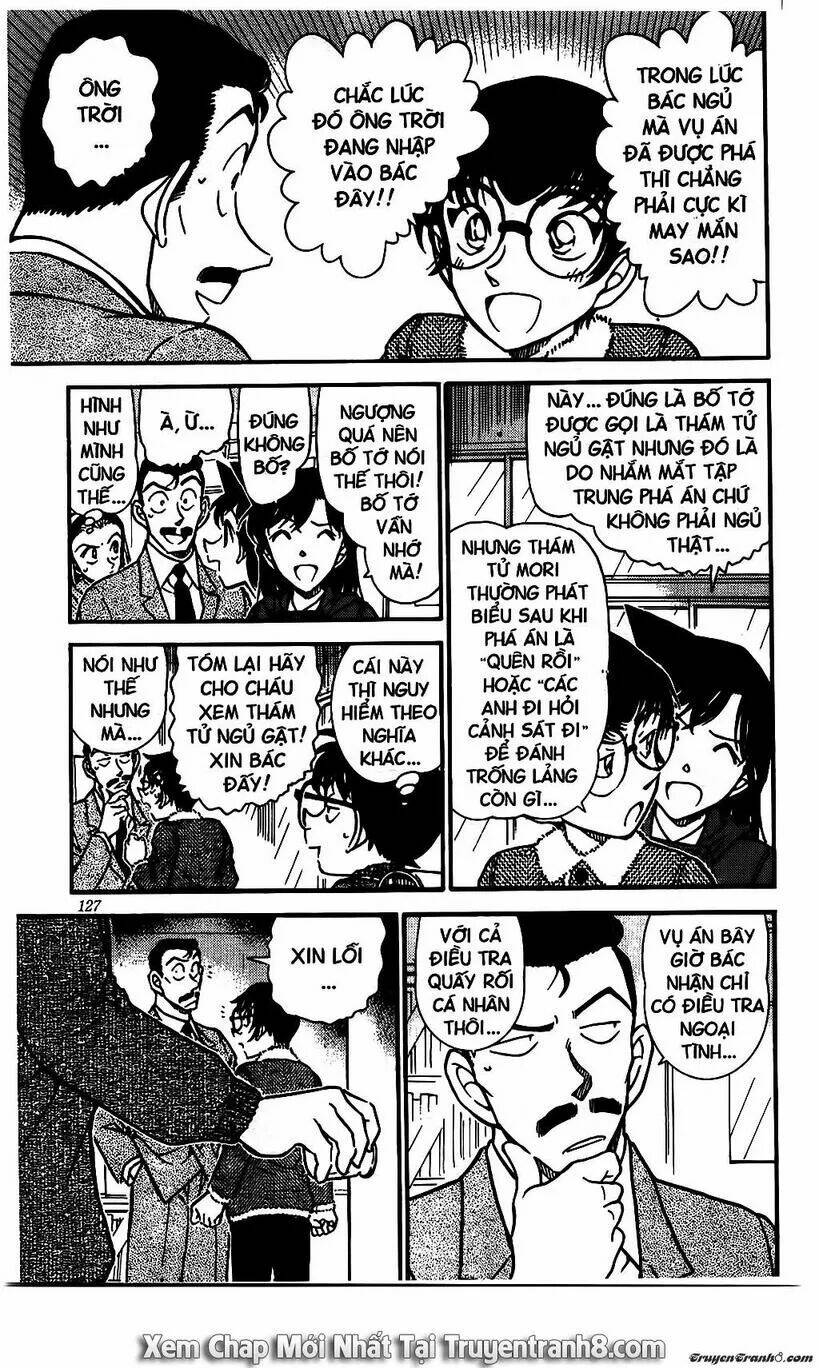 TRONG LÚC
BÁC NGỦ
MÀ VỤ ÁN
ĐÃ ĐƯỢC PHÁ
THÌ CHẲNG
PHẢI CỰC KÌ
MAY MẮN
SAO!!
CHẮC LÚC
ĐÓ ÔNG TRỜI
ĐANG NHẬP
VÀO BÁC
ĐÂY!!
ÔNG
TRỜI
...
NÀY... ĐÚNG LÀ BỐ TỚ
ĐƯỢC GỌI LÀ THÁM TỬ
NGỦ GẬT NHƯNG ĐÓ LÀ
DO NHẮM MẮT TẬP
TRUNG PHÁ ÁN CHỨ
KHÔNG PHẢI NGỦ
THẬT...
NHƯNG THÁM
TỬ MORI
THƯỜNG PHÁT
BIỂU SAU KHI
PHÁ ÁN LÀ
"QUÊN RỒI"
HOẶC "CÁC
ANH ĐI HỎI
CẢNH SÁT ĐI"
ĐỂ ĐÁNH
TRỐNG LẢNG
CÒN GÌ...
NGƯỢNG
QUÁ NÊN
BỐ TỚ NÓI
THẾ THÔI!
BỐ TỚ
VẪN
NHỚ
MÀ!
ĐÚNG
KHÔNG
BỐ?
À, Ừ...
HÌNH
NHƯ
MÌNH
CŨNG
THẾ...
CÁI NÀY
THÌ NGUY
HIỂM THEO
NGHĨA
KHÁC...
TÓM LẠI HÃY
CHO CHÁU
XEM THÁM
TỬ NGỦ GẬT!
XIN BÁC
ĐẤY!
NÓI NHƯ
THẾ
NHƯNG
MÀ...
127
VỤ ÁN BÂY
GIỜ BÁC
NHẬN CHỈ
CÓ ĐIỀU TRA
NGOẠI
TÌNH...
VỚI CẢ
ĐIỀU TRA
QUẤY RỐI
CÁ NHÂN
THÔI...
XIN LỖI
...
Xem Chap Mới Nhất Tại Truyentranh8.com
TruyenTranh8.com